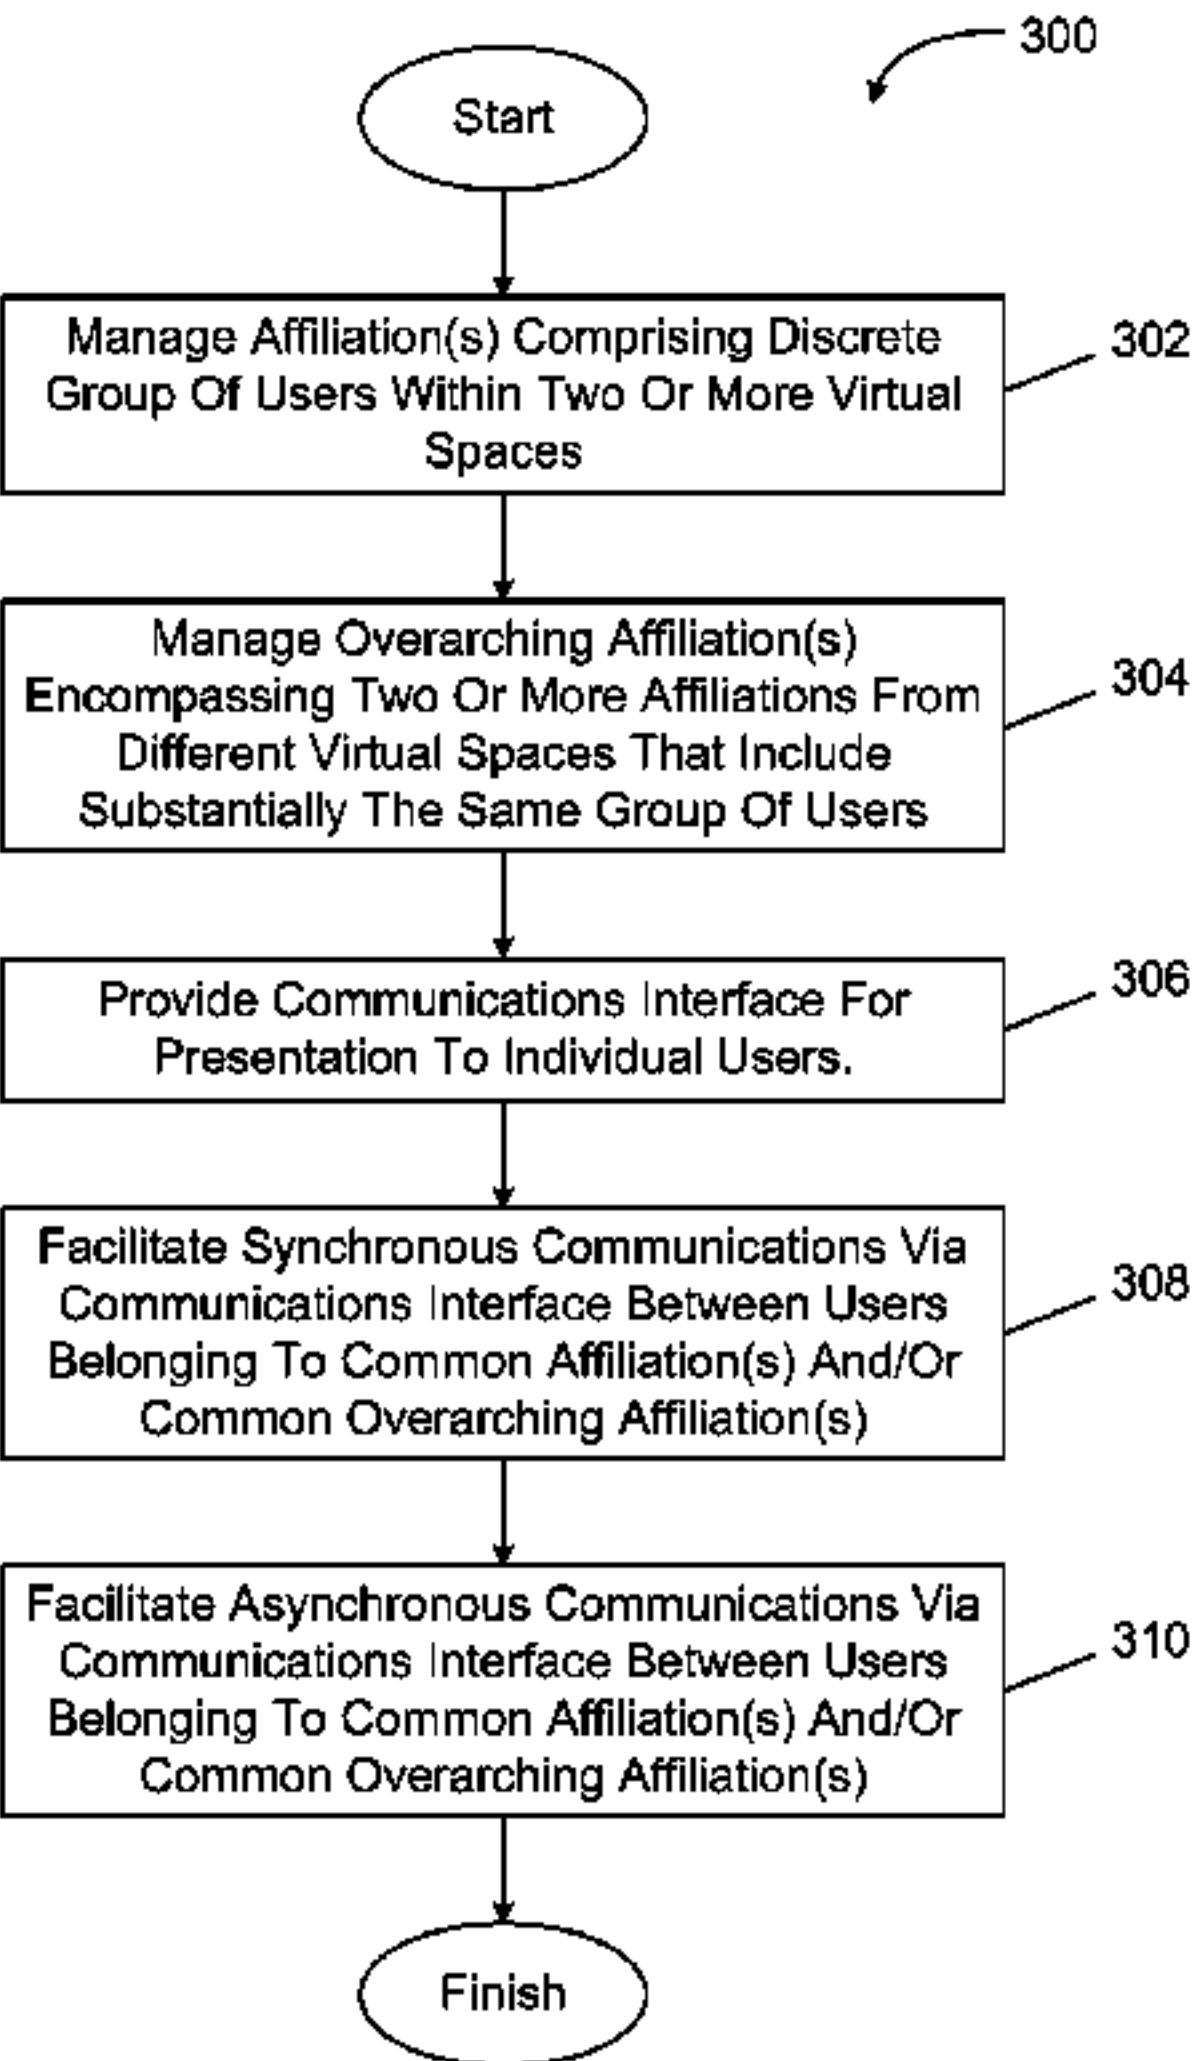 300
Start
Manage Affiliation(s) Comprising Discrete
Group Of Users Within Two Or More Virtual
Spaces
302
Manage Overarching Affiliation(s)
Encompassing Two Or More Affiliations From
Different Virtual Spaces That Include
Substantially The Same Group Of Users
304
Provide Communications Interface For
Presentation To Individual Users.
306
Facilitate Synchronous Communications Via
Communications Interface Between Users
Belonging To Common Affiliation(s) And/Or
Common Overarching Affiliation(s)
308
Facilitate Asynchronous Communications Via
Communications Interface Between Users
Belonging To Common Affiliation(s) And/Or
Common Overarching Affiliation(s)
310
Finish